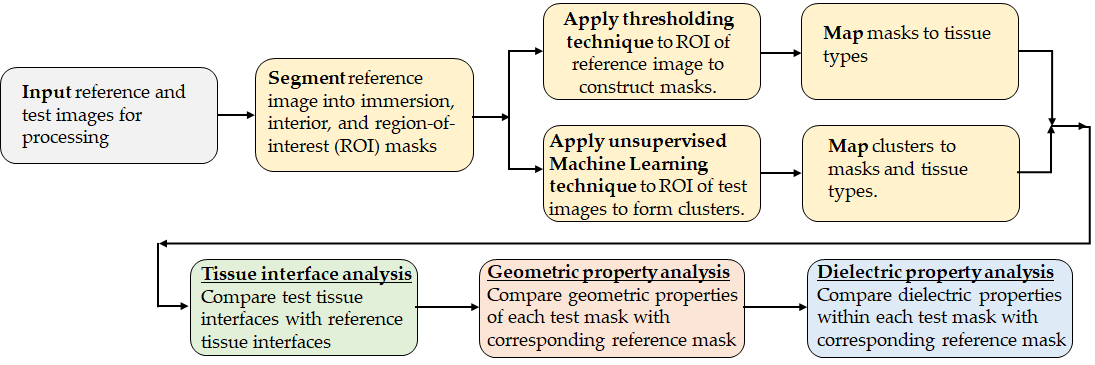 Input reference and
test images for
processing
Segment reference
image into immersion,
interior, and region-of-
interest (ROI) masks
Apply thresholding
technique to ROI of
reference image to
construct masks.
Map masks to tissue
types
Apply unsupervised
Machine Learning
technique to ROI of test
images to form clusters.
Map clusters to
masks and tissue
types.
Tissue interface analysis
Compare test tissue
interfaces with reference
tissue interfaces
Geometric property analysis
Compare geometric properties
of each test mask with
corresponding reference mask
Dielectric property analysis
Compare dielectric properties
within each test mask with
corresponding reference mask